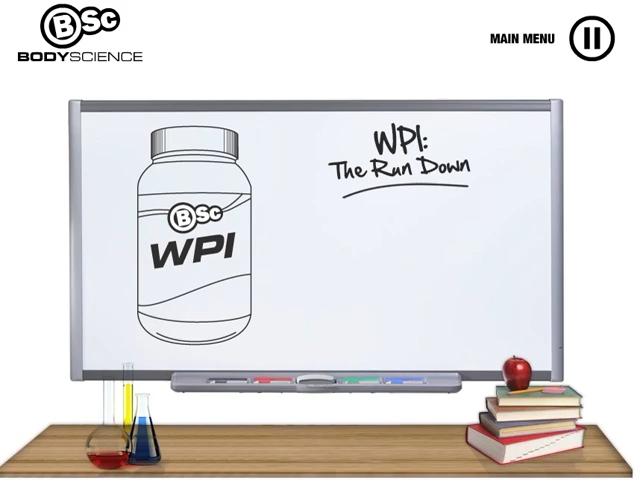 BSc
BODYSCIENCE
MAIN MENU
WPI:
The Run Down
BSc
WPI